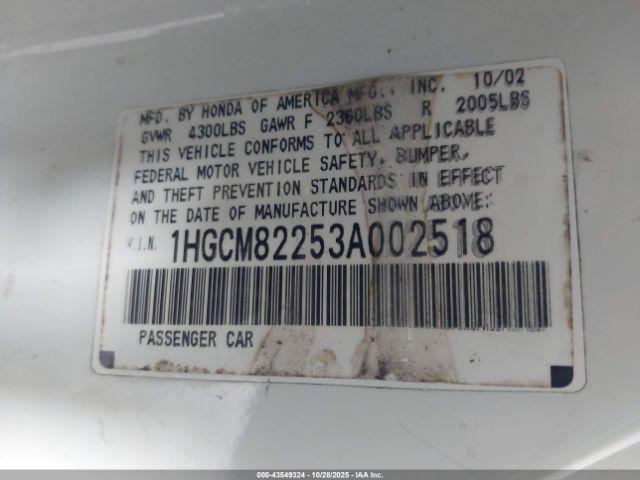 10/02
MFD. BY HONDA OF AMERICA MFG., INC.
GVWR 4300LBS GAWR F 2360LBS R 2005LBS
THIS VEHICLE CONFORMS TO ALL APPLICABLE
FEDERAL MOTOR VEHICLE SAFETY, BUMPER,
AND THEFT PREVENTION STANDARDS IN EFFECT
ON THE DATE OF MANUFACTURE SHOWN ABOVE:
V.I.N. 1HGCM82253A002518
PASSENGER CAR
000-43549324 | 10/28/2025 - Copyright © IAA, LLC